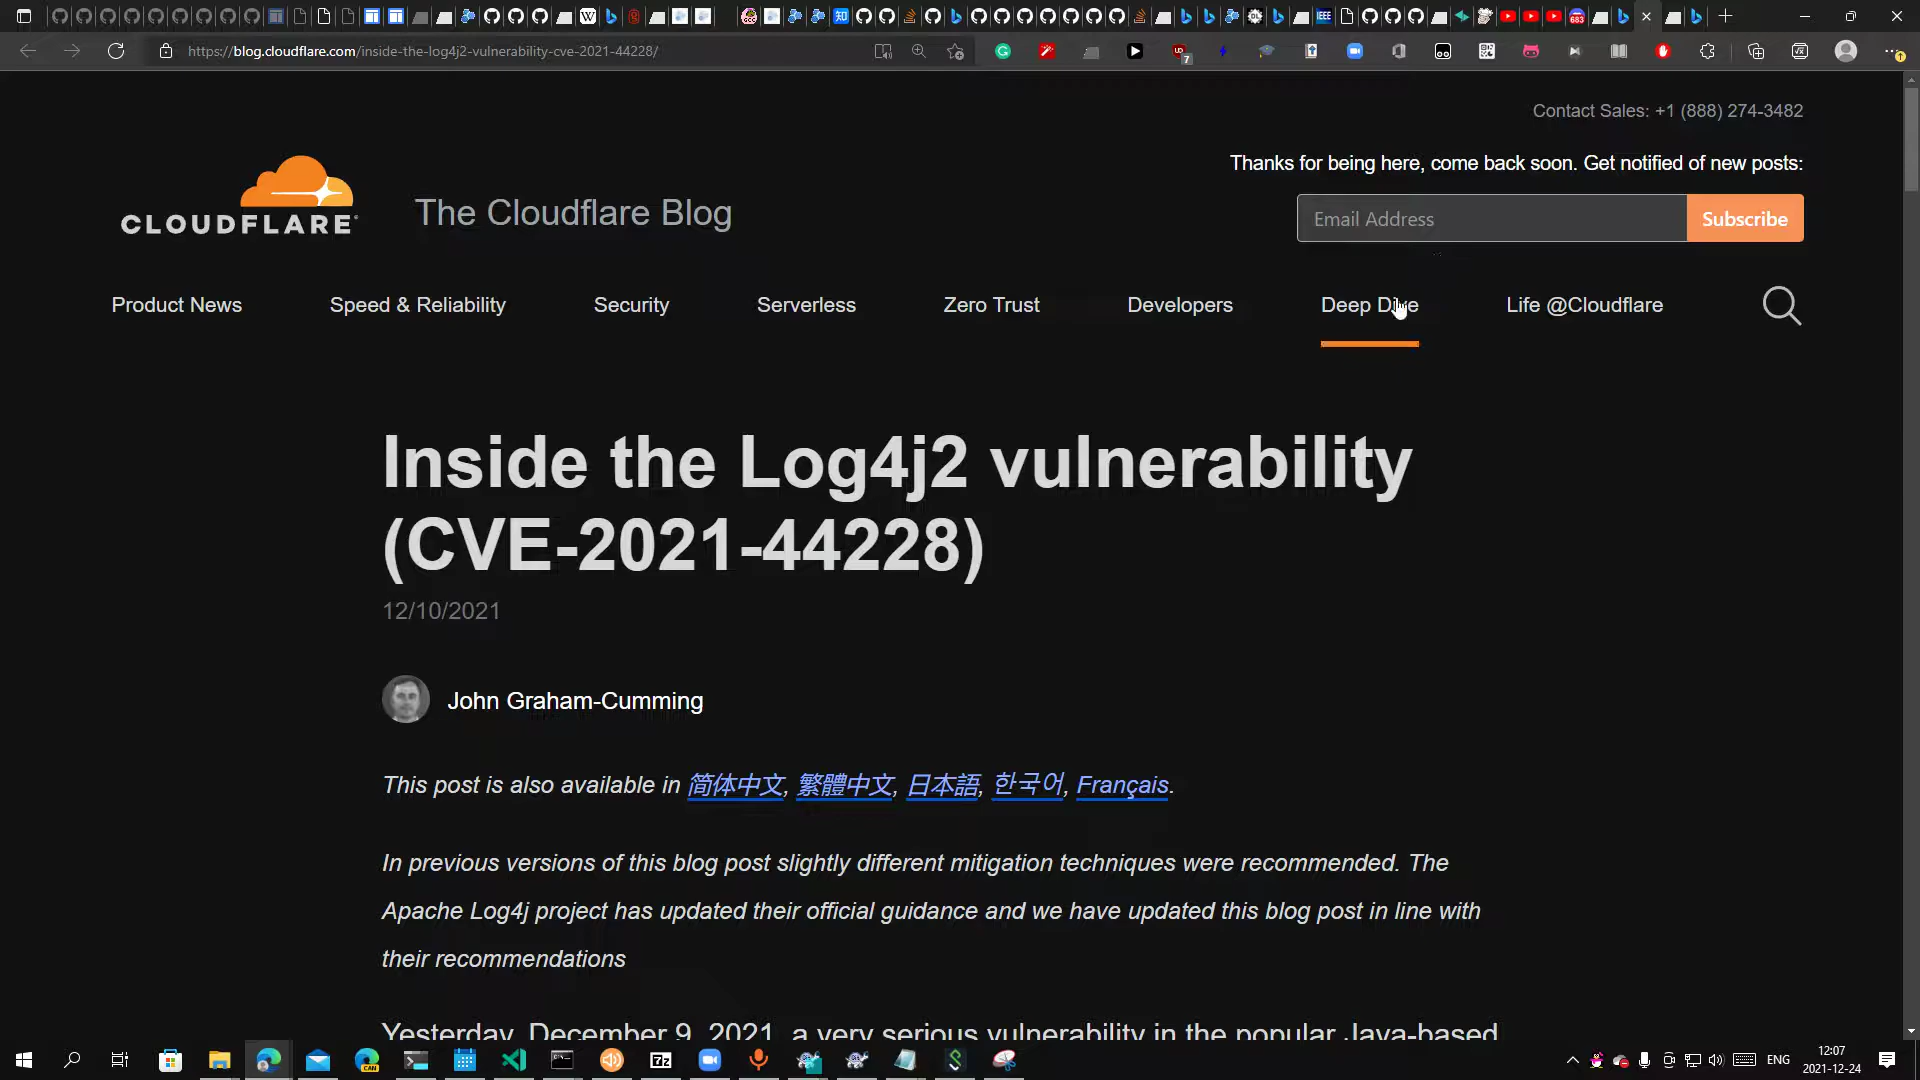 https://blog.cloudflare.com/inside-the-log4j2-vulnerability-cve-2021-44228/
Contact Sales: +1 (888) 274-3482
Thanks for being here, come back soon. Get notified of new posts:
CLOUDFLARE
The Cloudflare Blog
Email Address
Subscribe
Product News
Speed & Reliability
Security
Serverless
Zero Trust
Developers
Deep Dive
Life @Cloudflare
Inside the Log4j2 vulnerability
(CVE-2021-44228)
12/10/2021
John Graham-Cumming
This post is also available in 简体中文, 繁體中文, 日本語, 한국어, Français.
In previous versions of this blog post slightly different mitigation techniques were recommended. The
Apache Log4j project has updated their official guidance and we have updated this blog post in line with
their recommendations
Yesterday, December 9, 2021, a very serious vulnerability in the popular Java-based
ENG
12:07
2021-12-24